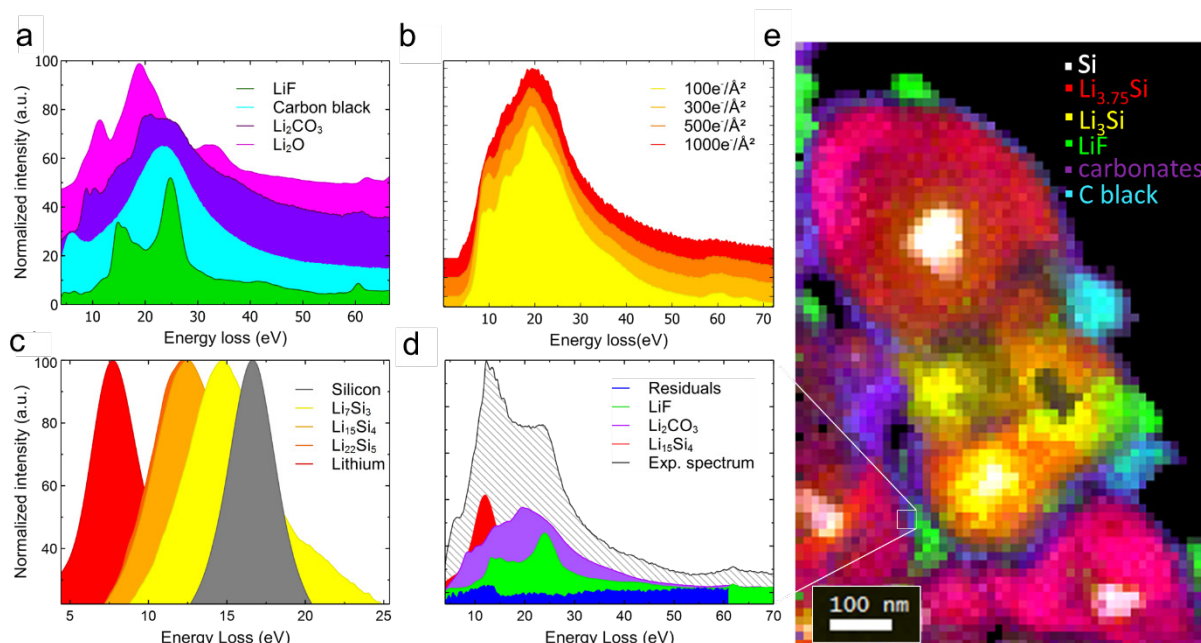 a
Normalized intensity (a.u.)
100
80
60
40
20
0
LiF
Carbon black
Li₂CO₃
Li₂O
10 20 30 40 50 60
Energy loss (eV)
b
100e⁻/Å²
300e⁻/Å²
500e⁻/Å²
1000e⁻/Å²
10 20 30 40 50 60 70
Energy loss(eV)
c
Normalized intensity (a.u.)
100
80
60
40
Silicon
Li₇Si₃
Li₁₅Si₄
Li₂₂Si₅
Lithium
5 10 15 20 25
Energy Loss (eV)
d
Residuals
LiF
Li₂CO₃
Li₁₅Si₄
Exp. spectrum
10 20 30 40 50 60 70
Energy Loss (eV)
e
Si
Li₃.₇₅Si
Li₃Si
LiF
carbonates
C black
100 nm